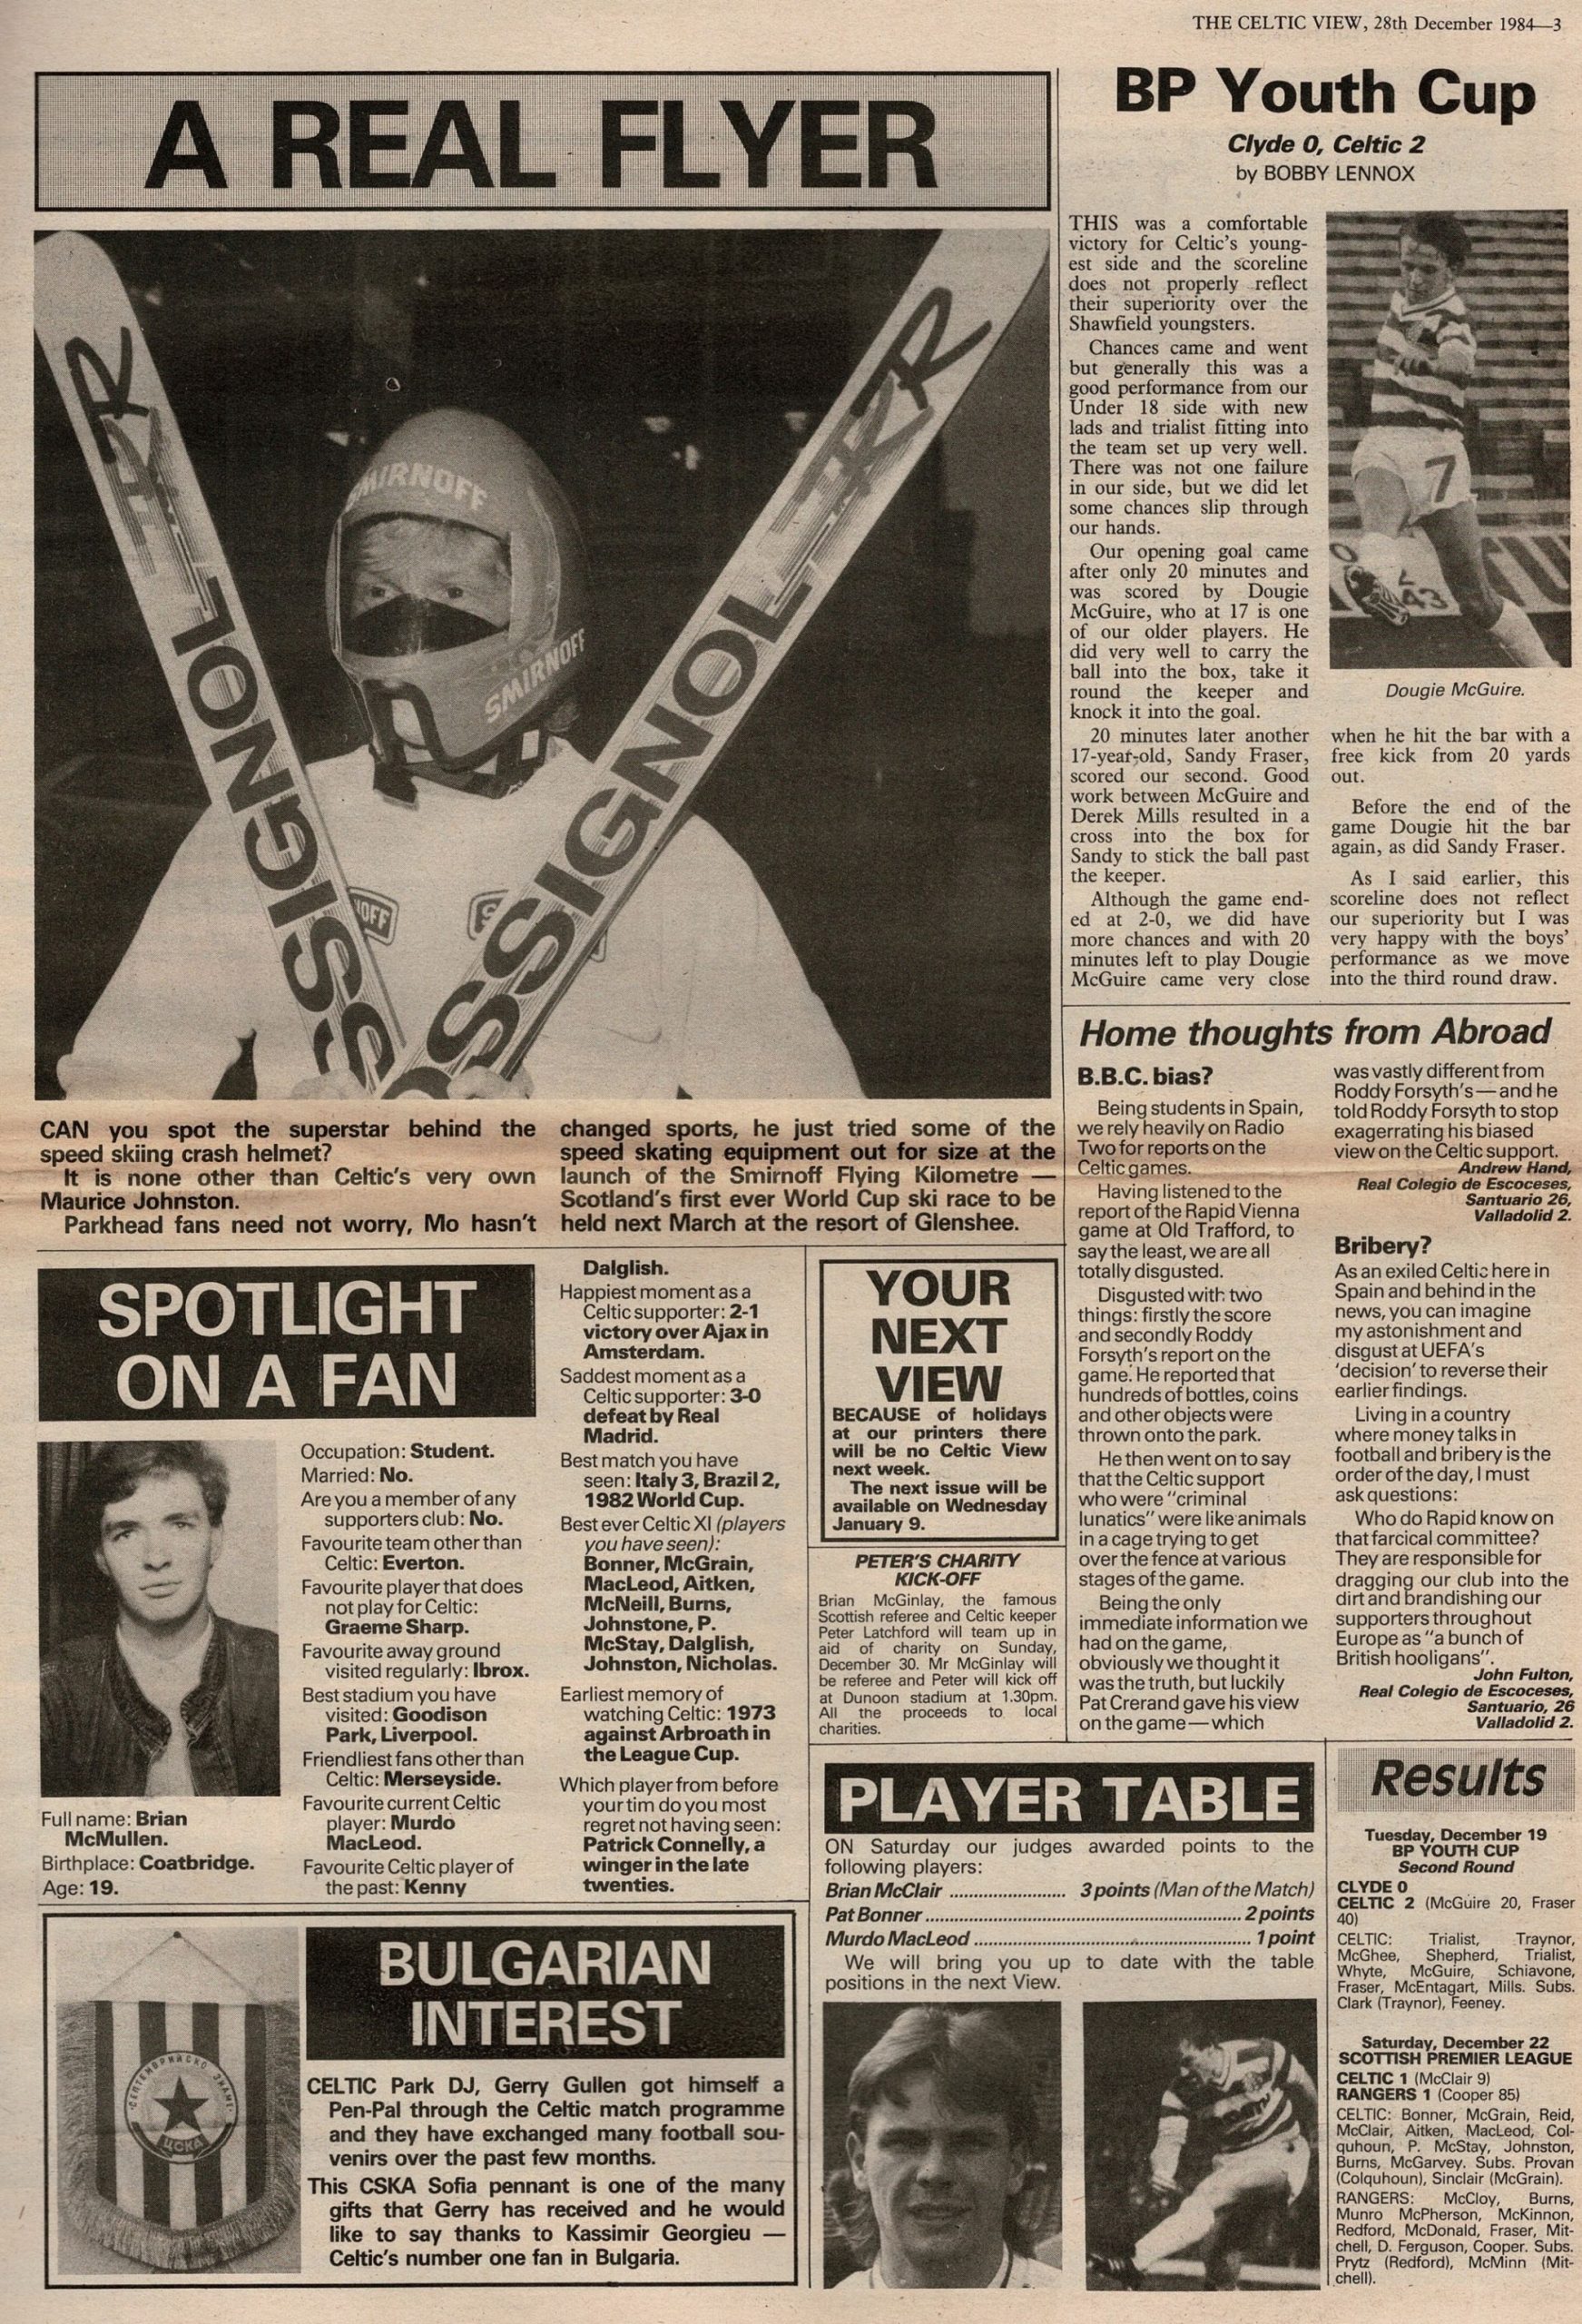 THE CELTIC VIEW, 28th December 1984—3
A REAL FLYER
SMIRNOFF
SMIRNOFF
ROSSIGNOL
CAN you spot the superstar behind the
speed skiing crash helmet?
It is none other than Celtic's very own
Maurice Johnston.
Parkhead fans need not worry, Mo hasn't
changed sports, he just tried some of the
speed skating equipment out for size at the
launch of the Smirnoff Flying Kilometre —
Scotland's first ever World Cup ski race to be
held next March at the resort of Glenshee.
BP Youth Cup
Clyde 0, Celtic 2
by BOBBY LENNOX
THIS was a comfortable
victory for Celtic's young-
est side and the scoreline
does not properly reflect
their superiority over the
Shawfield youngsters.
Chances came and went
but generally this was a
good performance from our
Under 18 side with new
lads and trialist fitting into
the team set up very well.
There was not one failure
in our side, but we did let
some chances slip through
our hands.
Our opening goal came
after only 20 minutes and
was scored by Dougie
McGuire, who at 17 is one
of our older players. He
did very well to carry the
ball into the box, take it
round the keeper and
knock it into the goal.
20 minutes later another
17-year-old, Sandy Fraser,
scored our second. Good
work between McGuire and
Derek Mills resulted in a
cross into the box for
Sandy to stick the ball past
the keeper.
Although the game end-
ed at 2-0, we did have
more chances and with 20
minutes left to play Dougie
McGuire came very close
7
Dougie McGuire.
when he hit the bar with a
free kick from 20 yards
out.
Before the end of the
game Dougie hit the bar
again, as did Sandy Fraser.
As I said earlier, this
scoreline does not reflect
our superiority but I was
very happy with the boys'
performance as we move
into the third round draw.
Home thoughts from Abroad
B.B.C. bias?
Being students in Spain,
we rely heavily on Radio
Two for reports on the
Celtic games.
Having listened to the
report of the Rapid Vienna
game at Old Trafford, to
say the least, we are all
totally disgusted.
Disgusted with two
things: firstly the score
and secondly Roddy
Forsyth's report on the
game. He reported that
hundreds of bottles, coins
and other objects were
thrown onto the park.
He then went on to say
that the Celtic support
who were "criminal
lunatics" were like animals
in a cage trying to get
over the fence at various
stages of the game.
Being the only
immediate information we
had on the game,
obviously we thought it
was the truth, but luckily
Pat Crerand gave his view
on the game — which
was vastly different from
Roddy Forsyth's — and he
told Roddy Forsyth to stop
exagerrating his biased
view on the Celtic support.
Andrew Hand,
Real Colegio de Escoceses,
Santuario 26,
Valladolid 2.
Bribery?
As an exiled Celtic here in
Spain and behind in the
news, you can imagine
my astonishment and
disgust at UEFA's
'decision' to reverse their
earlier findings.
Living in a country
where money talks in
football and bribery is the
order of the day, I must
ask questions:
Who do Rapid know on
that farcical committee?
They are responsible for
dragging our club into the
dirt and brandishing our
supporters throughout
Europe as "a bunch of
British hooligans".
John Fulton,
Real Colegio de Escoceses,
Santuario, 26
Valladolid 2.
SPOTLIGHT
ON A FAN
Full name: Brian
McMullen.
Birthplace: Coatbridge.
Age: 19.
Occupation: Student.
Married: No.
Are you a member of any
supporters club: No.
Favourite team other than
Celtic: Everton.
Favourite player that does
not play for Celtic:
Graeme Sharp.
Favourite away ground
visited regularly: Ibrox.
Best stadium you have
visited: Goodison
Park, Liverpool.
Friendliest fans other than
Celtic: Merseyside.
Favourite current Celtic
player: Murdo
MacLeod.
Favourite Celtic player of
the past: Kenny
Dalglish.
Happiest moment as a
Celtic supporter: 2-1
victory over Ajax in
Amsterdam.
Saddest moment as a
Celtic supporter: 3-0
defeat by Real
Madrid.
Best match you have
seen: Italy 3, Brazil 2,
1982 World Cup.
Best ever Celtic XI (players
you have seen):
Bonner, McGrain,
MacLeod, Aitken,
McNeill, Burns,
Johnstone, P.
McStay, Dalglish,
Johnston, Nicholas.
Earliest memory of
watching Celtic: 1973
against Arbroath in
the League Cup.
Which player from before
your tim do you most
regret not having seen:
Patrick Connelly, a
winger in the late
twenties.
YOUR
NEXT
VIEW
BECAUSE of holidays
at our printers there
will be no Celtic View
next week.
The next issue will be
available on Wednesday
January 9.
PETER'S CHARITY
KICK-OFF
Brian McGinlay, the famous
Scottish referee and Celtic keeper
Peter Latchford will team up in
aid of charity on Sunday,
December 30. Mr McGinlay will
be referee and Peter will kick off
at Dunoon stadium at 1.30pm.
All the proceeds to local
charities.
BULGARIAN
INTEREST
СЕПТЕМВРИЙСКО ЗНАМЕ
ЦСКА
CELTIC Park DJ, Gerry Gullen got himself a
Pen-Pal through the Celtic match programme
and they have exchanged many football sou-
venirs over the past few months.
This CSKA Sofia pennant is one of the many
gifts that Gerry has received and he would
like to say thanks to Kassimir Georgieu —
Celtic's number one fan in Bulgaria.
PLAYER TABLE
ON Saturday our judges awarded points to the
following players:
Brian McClair ........................ 3 points (Man of the Match)
Pat Bonner ................................................................ 2 points
Murdo MacLeod ........................................................ 1 point
We will bring you up to date with the table
positions in the next View.
Results
Tuesday, December 19
BP YOUTH CUP
Second Round
CLYDE 0
CELTIC 2 (McGuire 20, Fraser
40)
CELTIC: Trialist, Traynor,
McGhee, Shepherd, Trialist,
Whyte, McGuire, Schiavone,
Fraser, McEntagart, Mills. Subs.
Clark (Traynor), Feeney.
Saturday, December 22
SCOTTISH PREMIER LEAGUE
CELTIC 1 (McClair 9)
RANGERS 1 (Cooper 85)
CELTIC: Bonner, McGrain, Reid,
McClair, Aitken, MacLeod, Col-
quhoun, P. McStay, Johnston,
Burns, McGarvey. Subs. Provan
(Colquhoun), Sinclair (McGrain).
RANGERS: McCloy, Burns,
Munro McPherson, McKinnon,
Redford, McDonald, Fraser, Mit-
chell, D. Ferguson, Cooper. Subs.
Prytz (Redford), McMinn (Mit-
chell).